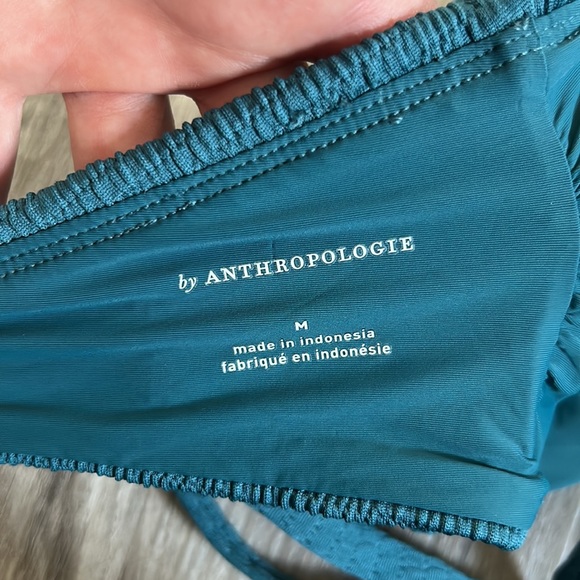 by ANTHROPOLOGIE
M
made in indonesia
fabriqué en indonésie